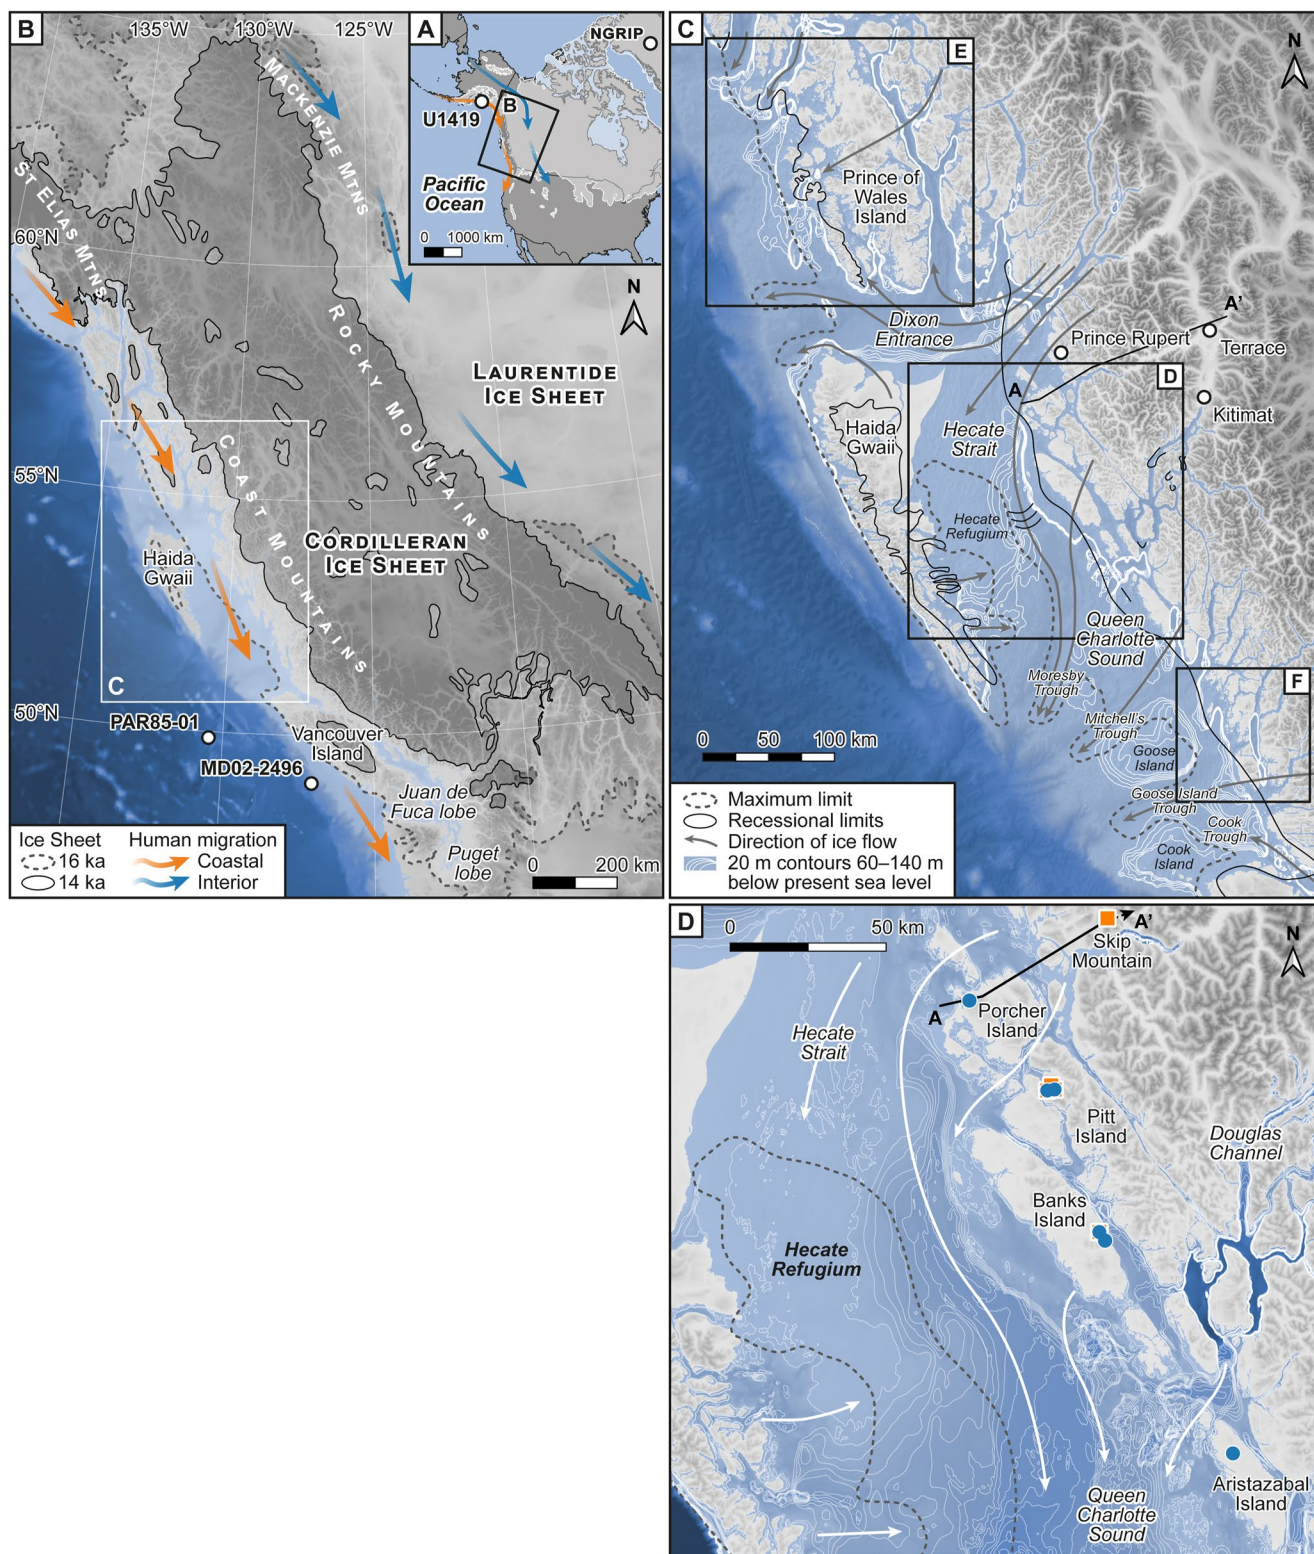 B
135°W
130°W
125°W
MACKENZIE MTNS
ST ELIAS MTNS
60°N
ROCKY MOUNTAINS
N
LAURENTIDE
ICE SHEET
COAST MOUNTAINS
55°N
CORDILLERAN
ICE SHEET
Haida
Gwaii
C
50°N
PAR85-01
Vancouver
Island
MD02-2496
Juan de
Fuca lobe
Puget
lobe
0 200 km
Ice Sheet
16 ka
14 ka
Human migration
Coastal
Interior
A
NGRIP
B
U1419
Pacific
Ocean
0 1000 km
C
E
N
Prince of
Wales
Island
Dixon
Entrance
A'
Prince Rupert
Terrace
D
A
Kitimat
Haida
Gwaii
Hecate
Strait
Hecate
Refugium
Queen
Charlotte
Sound
Moresby
Trough
F
Mitchell's
Trough
0 50 100 km
Goose
Island
Goose Island
Trough
Cook
Trough
Cook
Island
Maximum limit
Recessional limits
Direction of ice flow
20 m contours 60–140 m
below present sea level
D
0 50 km
A'
Skip
Mountain
N
A
Porcher
Island
Hecate
Strait
Pitt
Island
Douglas
Channel
Banks
Island
Hecate
Refugium
Aristazabal
Island
Queen
Charlotte
Sound